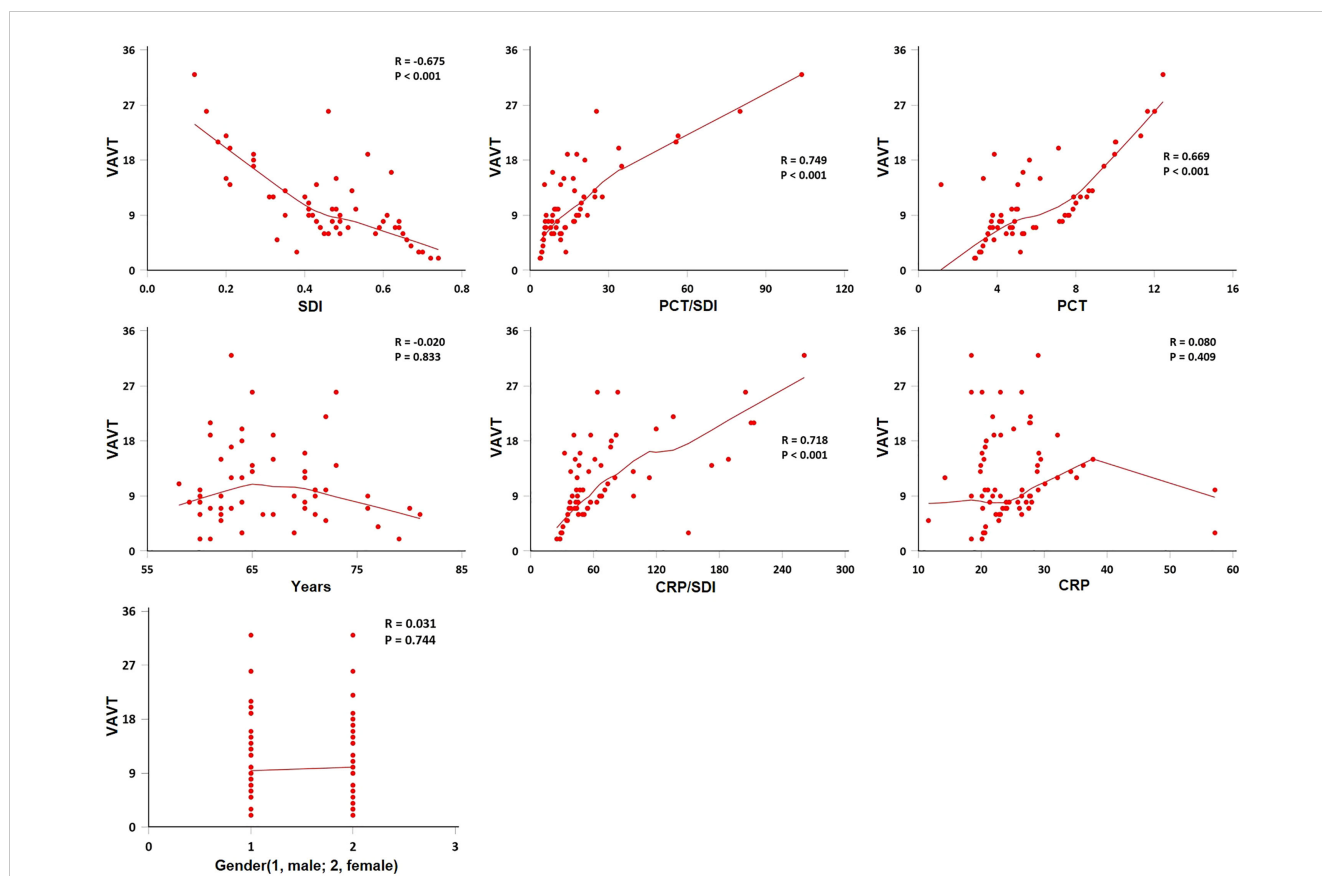 36
27
18
9
0
VAVT
R = -0.675
P < 0.001
0.0 0.2 0.4 0.6 0.8
SDI
36
27
18
9
0
VAVT
R = 0.749
P < 0.001
0 30 60 90 120
PCT/SDI
36
27
18
9
0
VAVT
R = 0.669
P < 0.001
0 4 8 12 16
PCT
36
27
18
9
0
VAVT
R = -0.020
P = 0.833
55 65 75 85
Years
36
27
18
9
0
VAVT
R = 0.718
P < 0.001
0 60 120 180 240 300
CRP/SDI
36
27
18
9
0
VAVT
R = 0.080
P = 0.409
10 20 30 40 50 60
CRP
36
27
18
9
0
VAVT
R = 0.031
P = 0.744
0 1 2 3
Gender(1, male; 2, female)